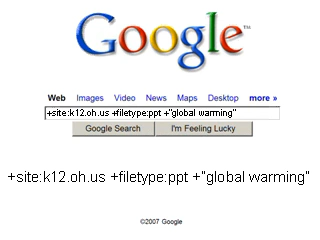 Google™
Web Images Video News Maps Desktop more »
+site:k12.oh.us +filetype:ppt +"global warming"
Google Search I'm Feeling Lucky
+site:k12.oh.us +filetype:ppt +"global warming"
©2007 Google